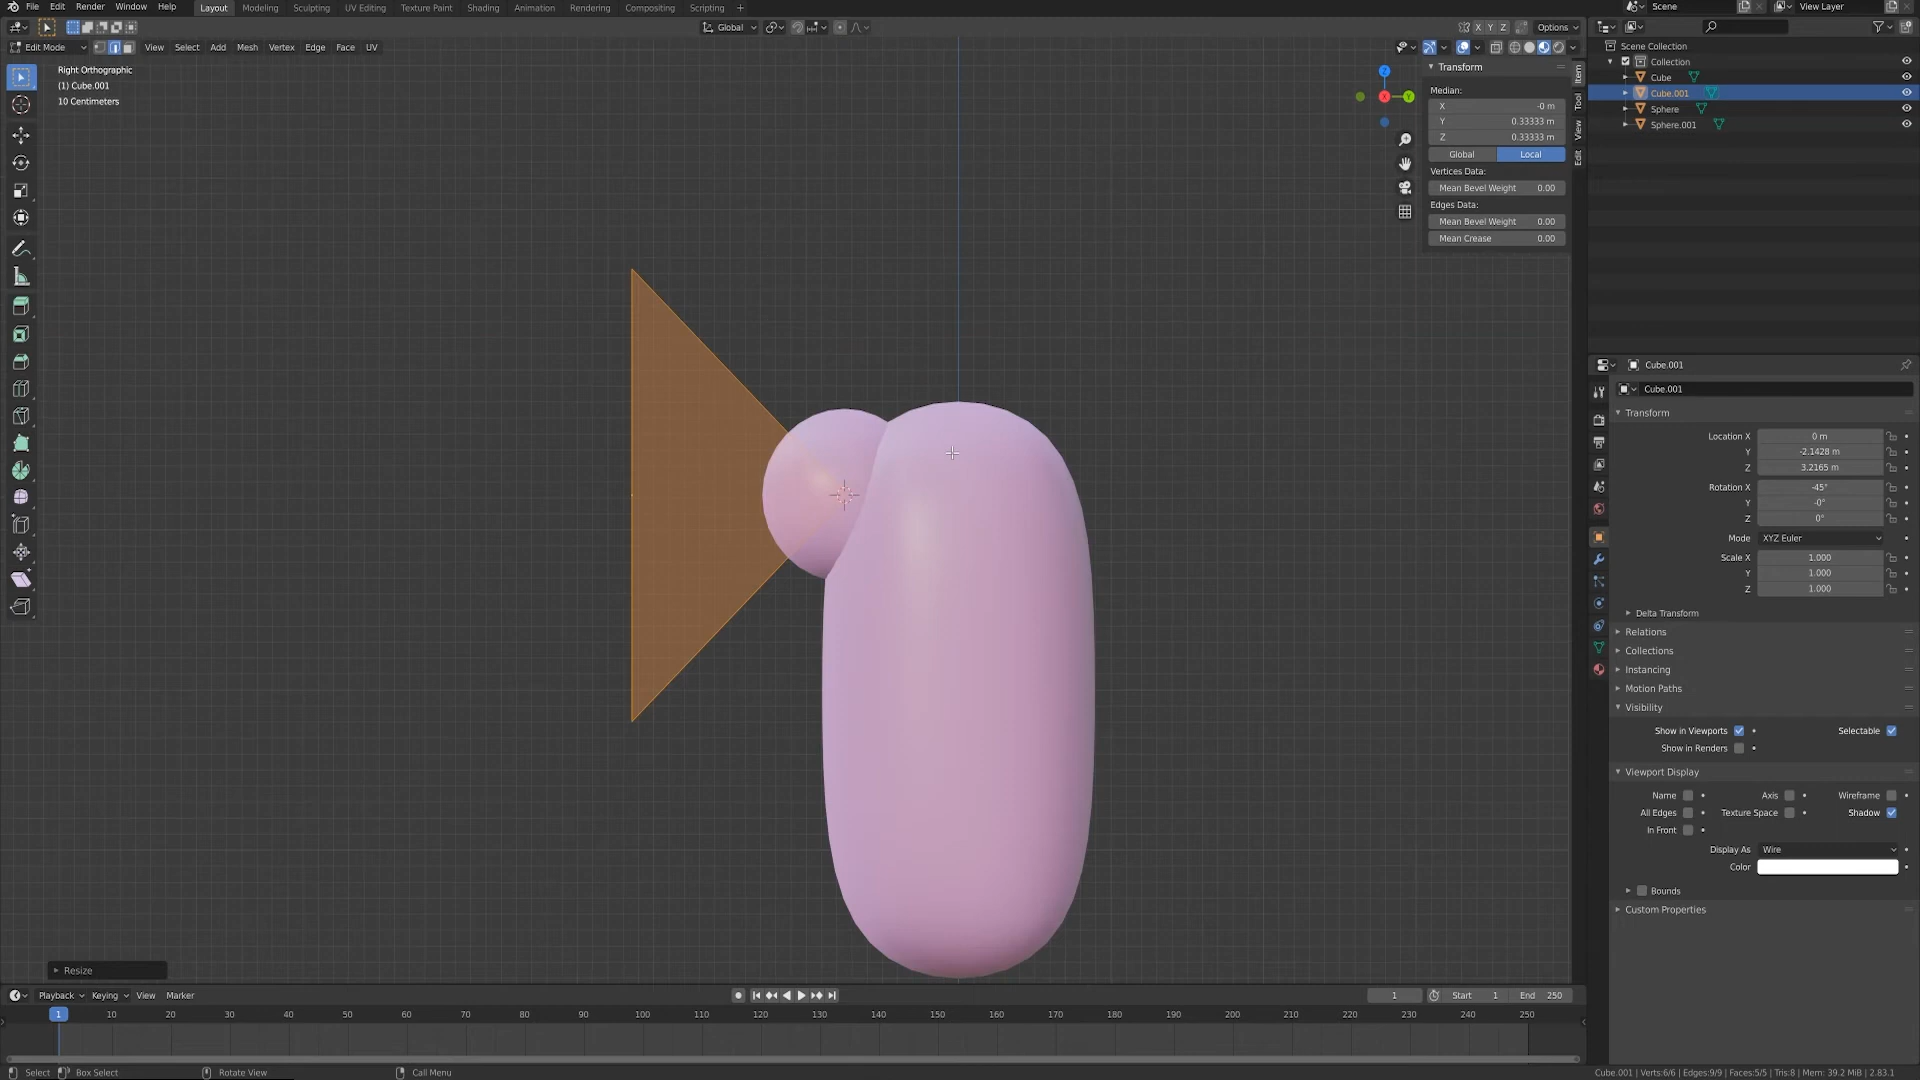 File Edit Render Window Help Layout Modeling Sculpting UV Editing Texture Paint Shading Animation Rendering Compositing Scripting + Scene View Layer
Global X Y Z Options
Edit Mode View Select Add Mesh Vertex Edge Face UV
Right Orthographic
(1) Cube.001
10 Centimeters
Transform
Median:
X -0 m
Y 0.33333 m
Z 0.33333 m
Global Local
Vertices Data:
Mean Bevel Weight 0.00
Edges Data:
Mean Bevel Weight 0.00
Mean Crease 0.00
Item
Tool
View
Edit
Z
X
Y
Scene Collection
Collection
Cube
Cube.001
Sphere
Sphere.001
Cube.001
Cube.001
Transform
Location X 0 m
Y -2.1428 m
Z 3.2165 m
Rotation X -45°
Y -0°
Z 0°
Mode XYZ Euler
Scale X 1.000
Y 1.000
Z 1.000
Delta Transform
Relations
Collections
Instancing
Motion Paths
Visibility
Show in Viewports Selectable
Show in Renders
Viewport Display
Name Axis Wireframe
All Edges Texture Space Shadow
In Front
Display As Wire
Color
Bounds
Custom Properties
Resize
Playback Keying View Marker 1 Start 1 End 250
1 10 20 30 40 50 60 70 80 90 100 110 120 130 140 150 160 170 180 190 200 210 220 230 240 250
Select Box Select Rotate View Call Menu Cube.001 | Verts:6/6 | Edges:9/9 | Faces:5/5 | Tris:8 | Mem: 39.2 MiB | 2.83.1